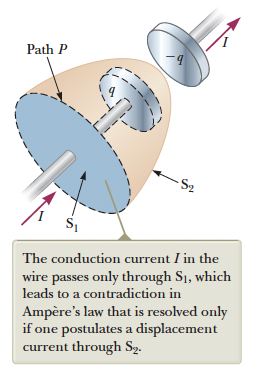 Path P
I
−q
q
S₂
I
S₁
The conduction current I in the
wire passes only through S₁, which
leads to a contradiction in
Ampère's law that is resolved only
if one postulates a displacement
current through S₂.